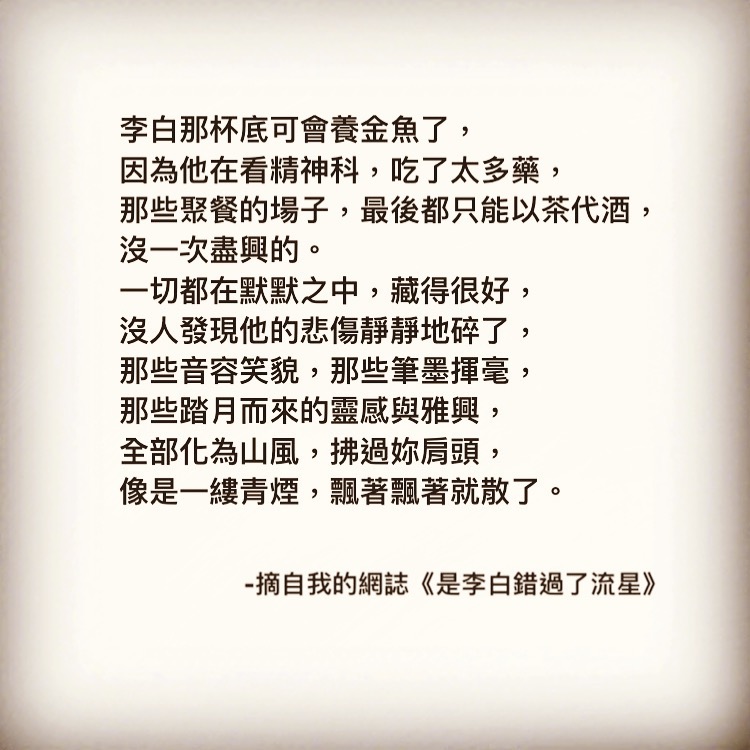 李白那杯底可會養金魚了，
因為他在看精神科，吃了太多藥，
那些聚餐的場子，最後都只能以茶代酒，
沒一次盡興的。
一切都在默默之中，藏得很好，
沒人發現他的悲傷靜靜地碎了，
那些音容笑貌，那些筆墨揮毫，
那些踏月而來的靈感與雅興，
全部化為山風，拂過妳肩頭，
像是一縷青煙，飄著飄著就散了。
-摘自我的網誌《是李白錯過了流星》